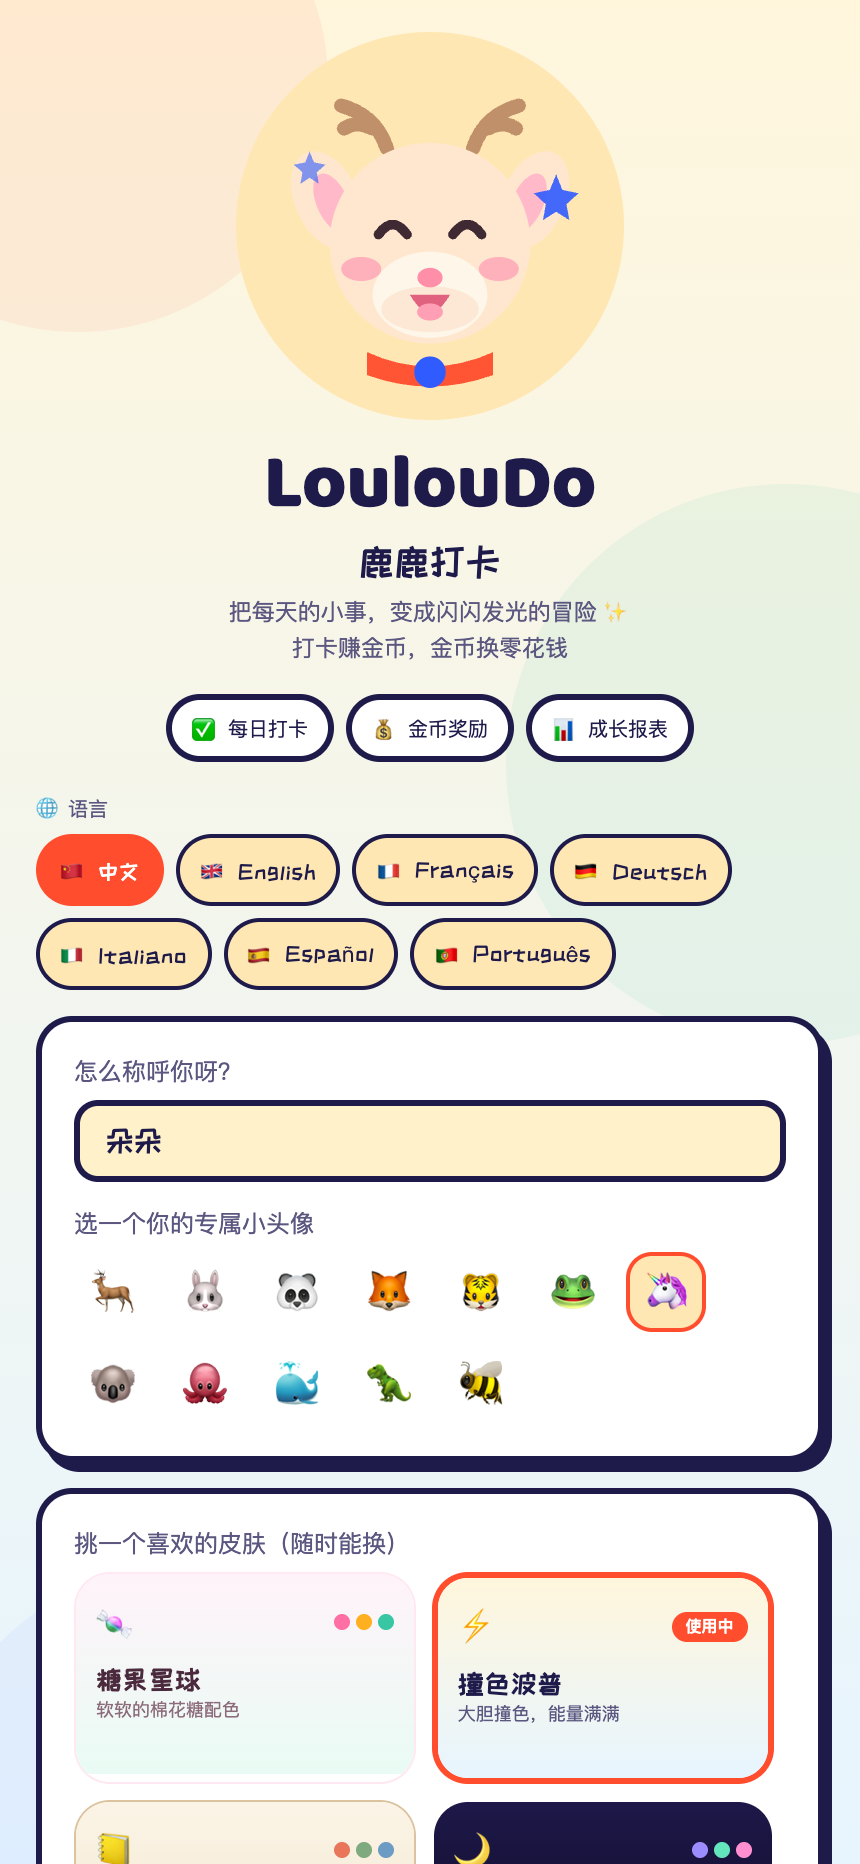 LoulouDo
鹿鹿打卡
把每天的小事，变成闪闪发光的冒险 ✨
打卡赚金币，金币换零花钱
✅ 每日打卡
💰 金币奖励
📊 成长报表
🌐 语言
🇨🇳 中文
🇬🇧 English
🇫🇷 Français
🇩🇪 Deutsch
🇮🇹 Italiano
🇪🇸 Español
🇵🇹 Português
怎么称呼你呀？
朵朵
选一个你的专属小头像
挑一个喜欢的皮肤（随时能换）
糖果星球
软软的棉花糖配色
使用中
撞色波普
大胆撞色，能量满满